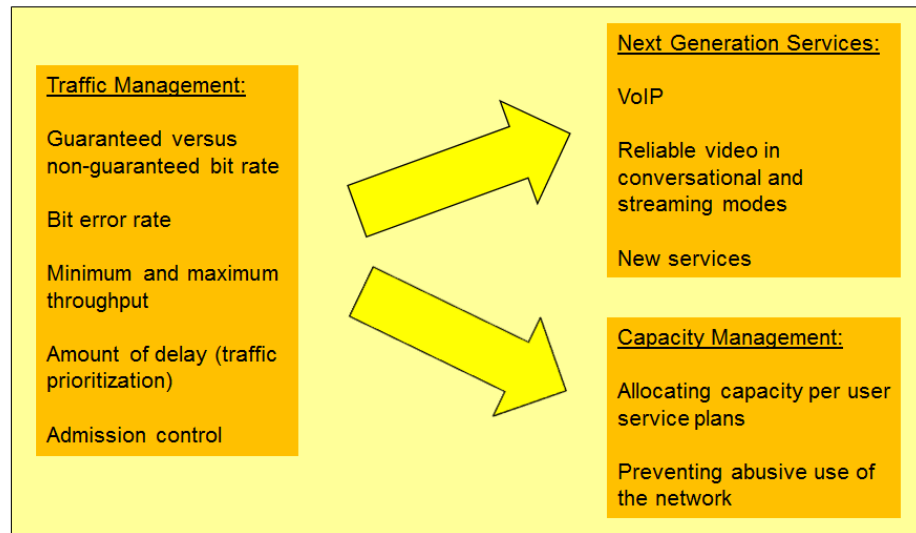 Traffic Management:
Guaranteed versus
non-guaranteed bit rate
Bit error rate
Minimum and maximum
throughput
Amount of delay (traffic
prioritization)
Admission control
Next Generation Services:
VoIP
Reliable video in
conversational and
streaming modes
New services
Capacity Management:
Allocating capacity per user
service plans
Preventing abusive use of
the network